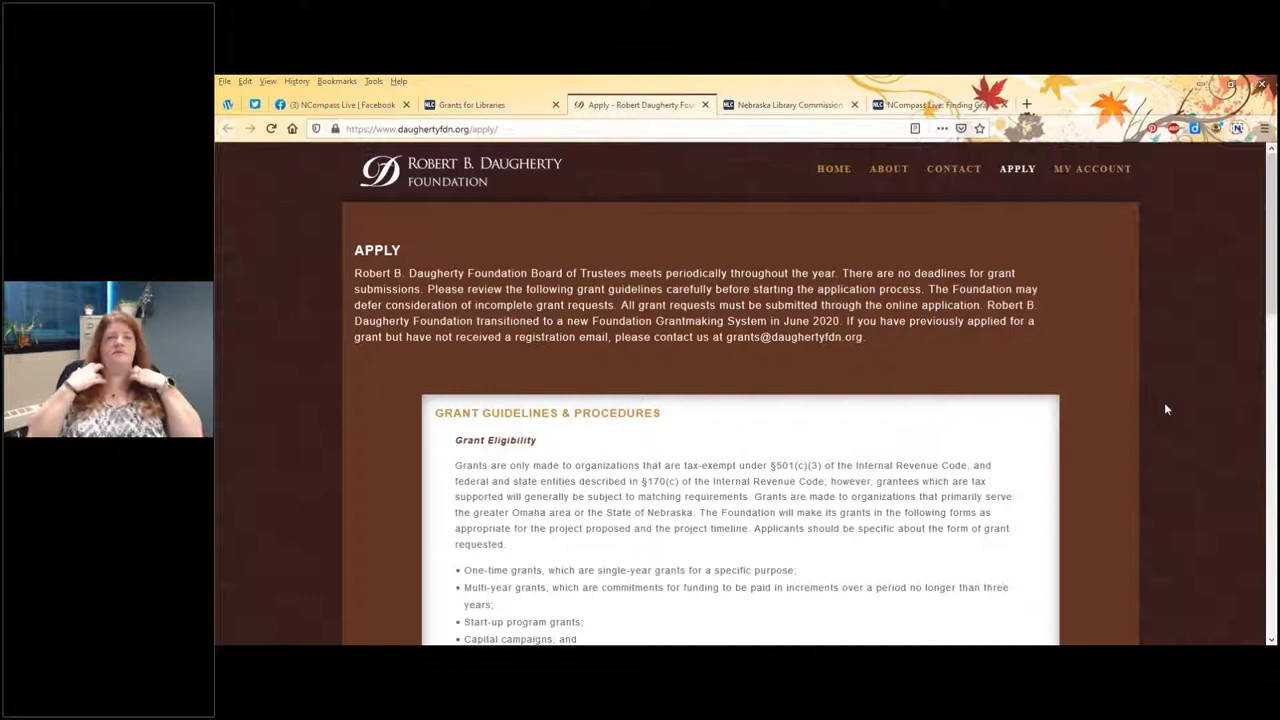 File Edit View History Bookmarks Tools Help
(3) NCompass Live | Facebook
Grants for Libraries
Apply - Robert Daugherty Fou
Nebraska Library Commission
NCompass Live: Finding Gra
https://www.daughertyfdn.org/apply/
ROBERT B. DAUGHERTY
FOUNDATION
HOME ABOUT CONTACT APPLY MY ACCOUNT
APPLY
Robert B. Daugherty Foundation Board of Trustees meets periodically throughout the year. There are no deadlines for grant
submissions. Please review the following grant guidelines carefully before starting the application process. The Foundation may
defer consideration of incomplete grant requests. All grant requests must be submitted through the online application. Robert B.
Daugherty Foundation transitioned to a new Foundation Grantmaking System in June 2020. If you have previously applied for a
grant but have not received a registration email, please contact us at grants@daughertyfdn.org.
GRANT GUIDELINES & PROCEDURES
Grant Eligibility
Grants are only made to organizations that are tax-exempt under §501(c)(3) of the Internal Revenue Code, and
federal and state entities described in §170(c) of the Internal Revenue Code; however, grantees which are tax
supported will generally be subject to matching requirements. Grants are made to organizations that primarily serve
the greater Omaha area or the State of Nebraska. The Foundation will make its grants in the following forms as
appropriate for the project proposed and the project timeline. Applicants should be specific about the form of grant
requested.
• One-time grants, which are single-year grants for a specific purpose;
• Multi-year grants, which are commitments for funding to be paid in increments over a period no longer than three
years;
• Start-up program grants;
• Capital campaigns; and